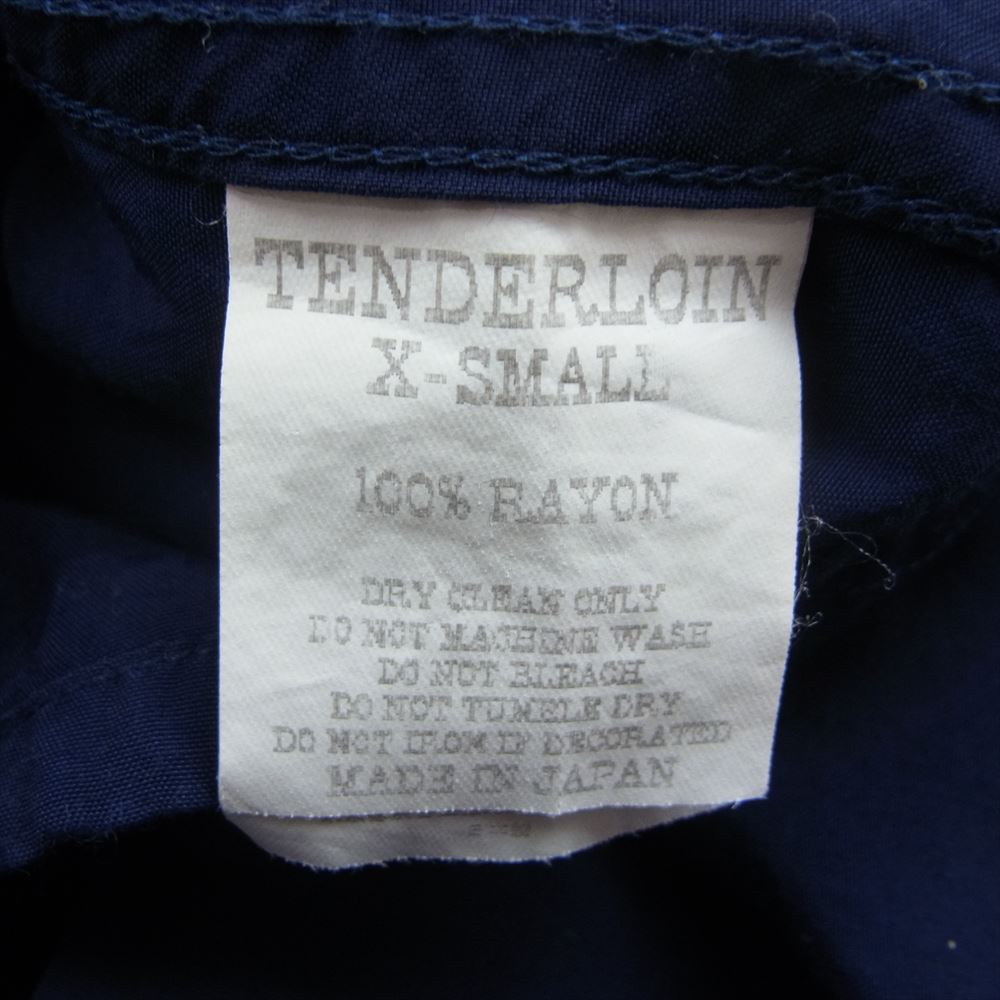 TENDERLOIN
X-SMALL
100% RAYON
DRY CLEAN ONLY
DO NOT MACHINE WASH
DO NOT BLEACH
DO NOT TUMBLE DRY
DO NOT IRON IF DECORATED
MADE IN JAPAN